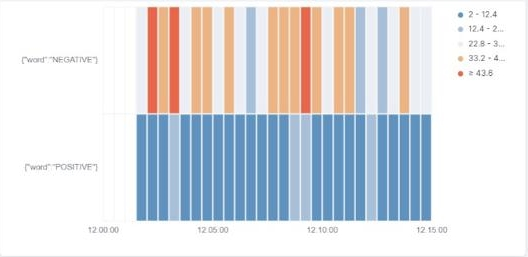 {"word":"NEGATIVE"}
{"word":"POSITIVE"}
12:00:00
12:05:00
12:10:00
12:15:00
2 - 12.4
12.4 - 2...
22.8 - 3...
33.2 - 4...
≥ 43.6